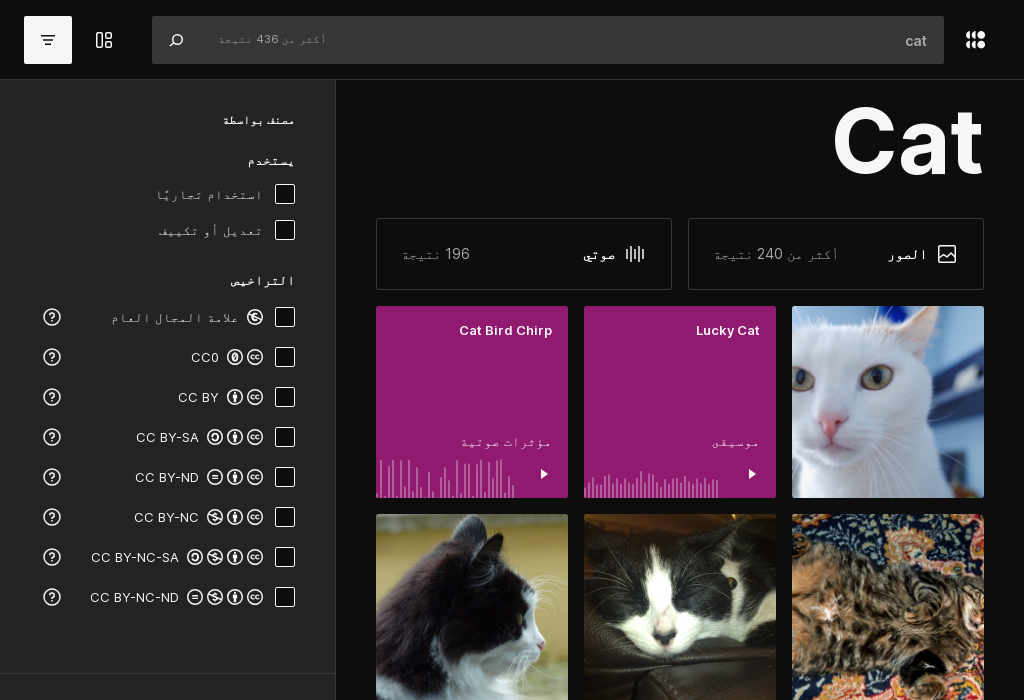 cat
أكثر من 436 نتيجة
مصنف بواسطة
يستخدم
استخدام تجاريًا
تعديل أو تكييف
التراخيص
علامة المجال العام
CC0
CC BY
CC BY-SA
CC BY-ND
CC BY-NC
CC BY-NC-SA
CC BY-NC-ND
Cat
الصور
أكثر من 240 نتيجة
صوتي
196 نتيجة
Lucky Cat
موسيقى
Cat Bird Chirp
مؤثرات صوتية